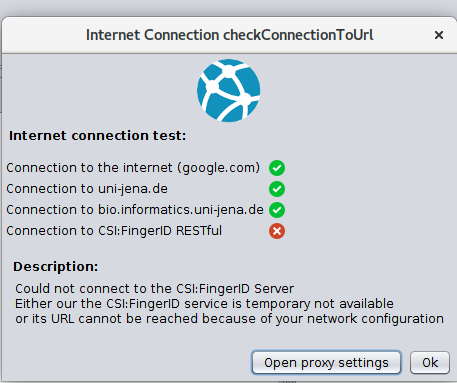 Internet Connection checkConnectionToUrl
Internet connection test:
Connection to the internet (google.com)
Connection to uni-jena.de
Connection to bio.informatics.uni-jena.de
Connection to CSI:FingerID RESTful
Description:
Could not connect to the CSI:FingerID Server
Either our the CSI:FingerID service is temporary not available
or its URL cannot be reached because of your network configuration
Open proxy settings Ok